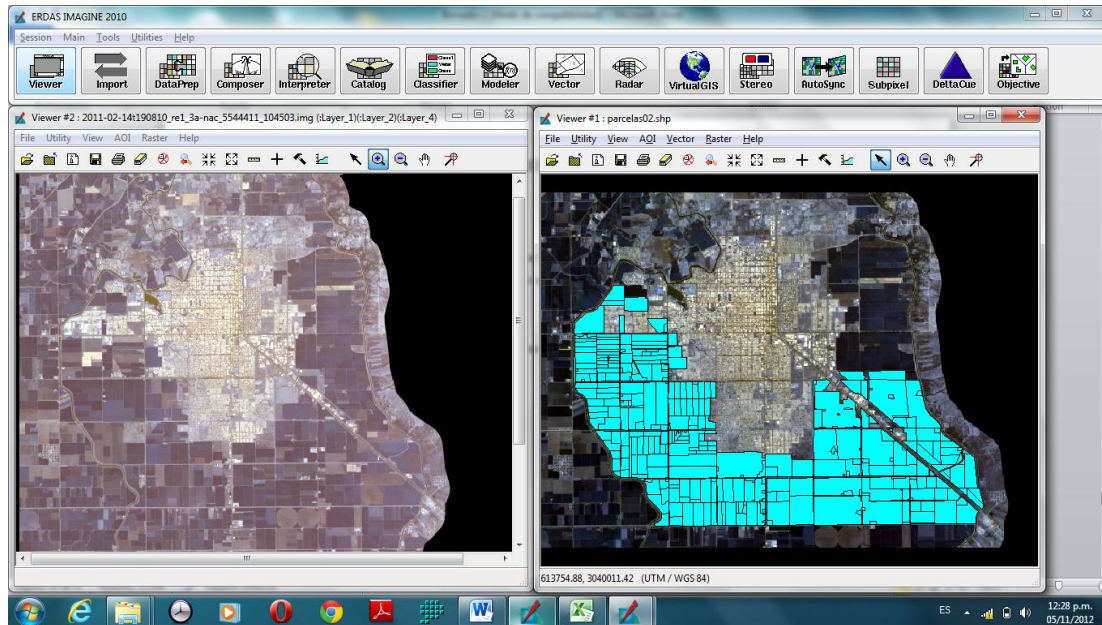 ERDAS IMAGINE 2010
Session Main Tools Utilities Help
Viewer Import DataPrep Composer Interpreter Catalog Classifier Modeler Vector Radar VirtualGIS Stereo AutoSync Subpixel DeltaCue Objective
Viewer #2 : 2011-02-14t190810_re1_3a-nac_5544411_104503.img (:Layer_1)(:Layer_2)(:Layer_4)
File Utility View AOI Raster Help
Viewer #1 : parcelas02.shp
File Utility View AOI Vector Raster Help
613754.88, 3040011.42 (UTM / WGS 84)
ES
12:28 p.m.
05/11/2012